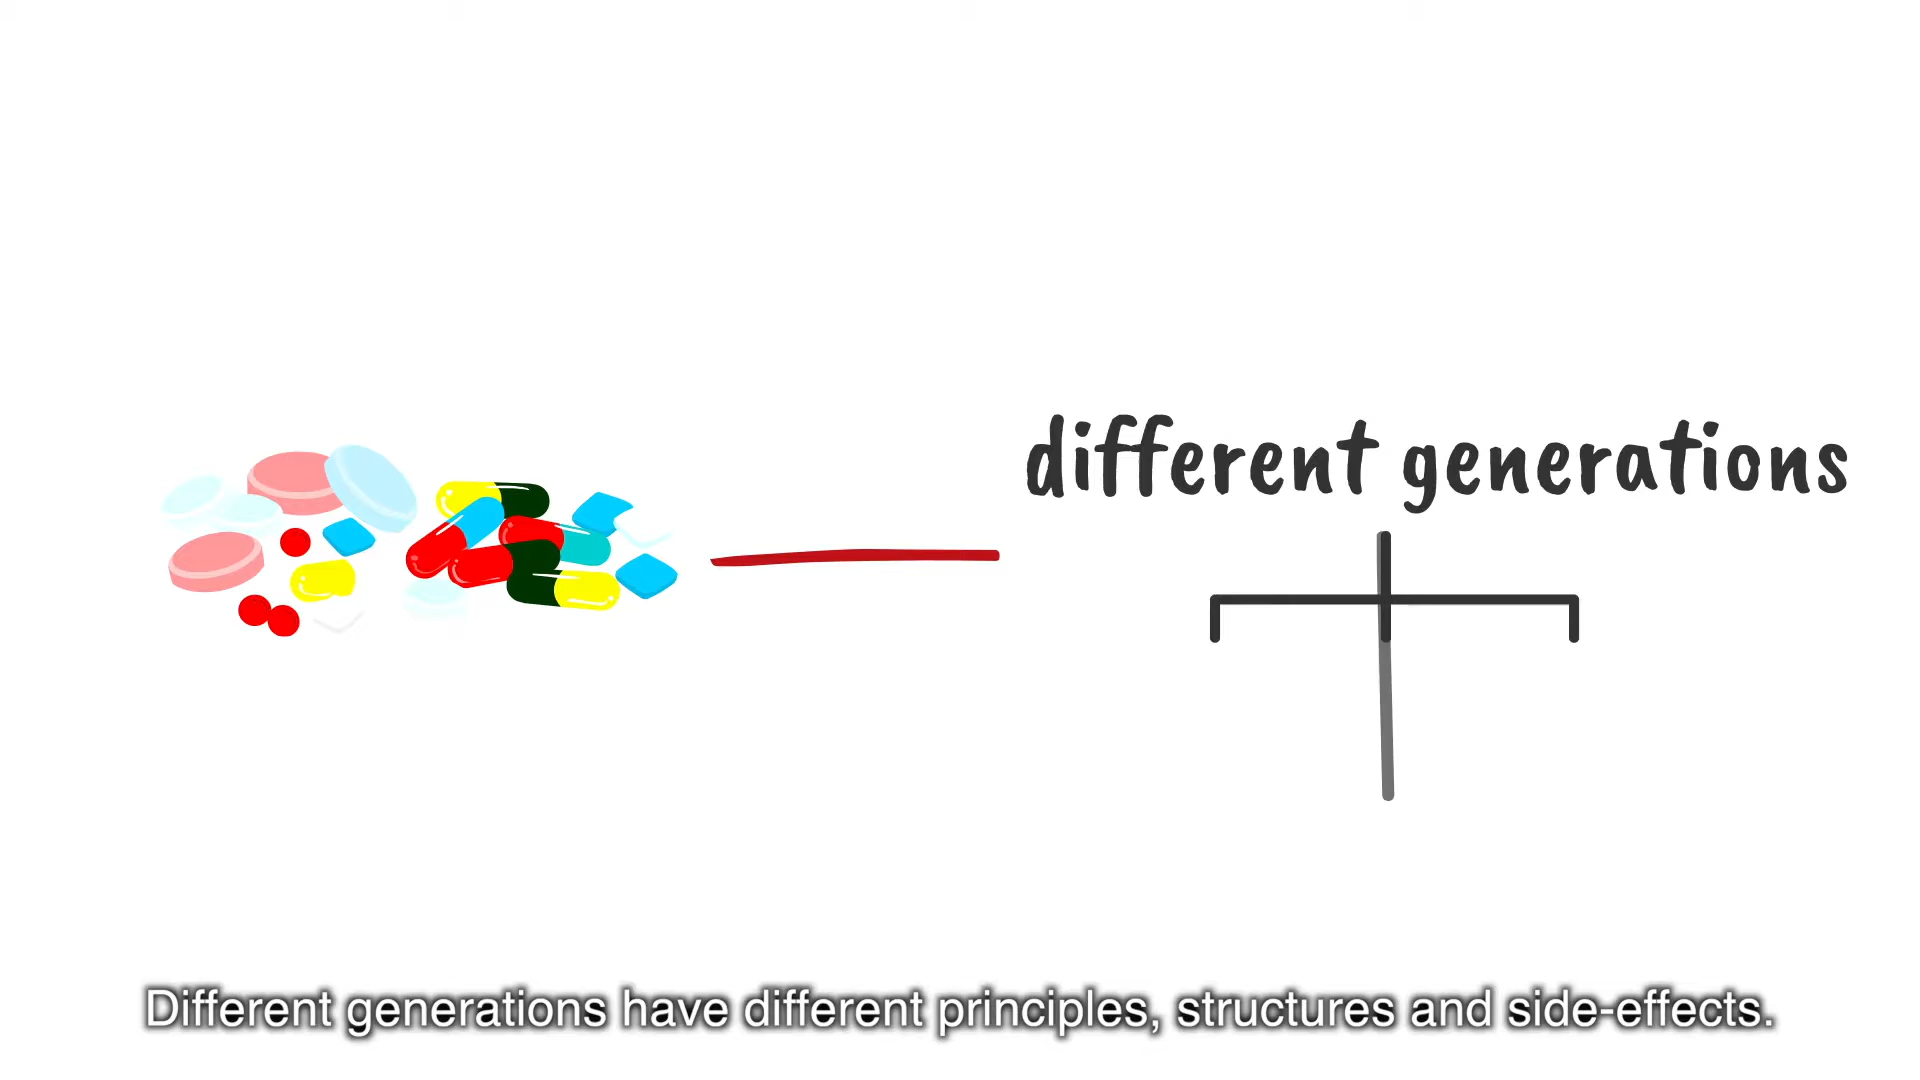 different generations
Different generations have different principles, structures and side-effects.